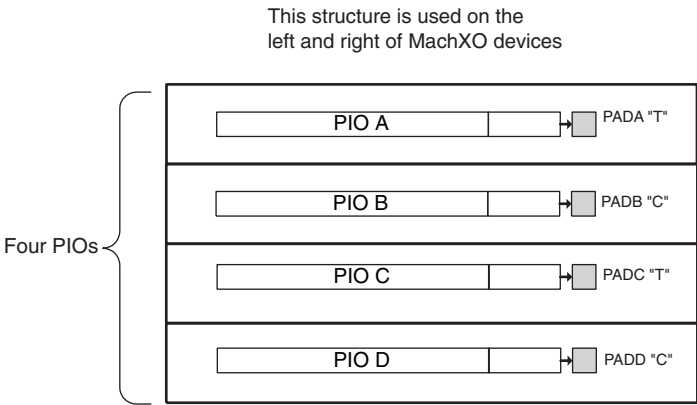 This structure is used on the
left and right of MachXO devices
PIO A
PADA "T"
PIO B
PADB "C"
Four PIOs
PIO C
PADC "T"
PIO D
PADD "C"